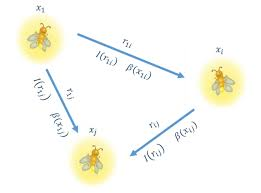 x₁
r₁ᵢ
I(r₁ᵢ) β(x₁ᵢ)
xᵢ
r₁ⱼ
I(r₁ⱼ) β(x₁ⱼ)
rᵢⱼ
I(rᵢⱼ) β(xᵢⱼ)
xⱼ